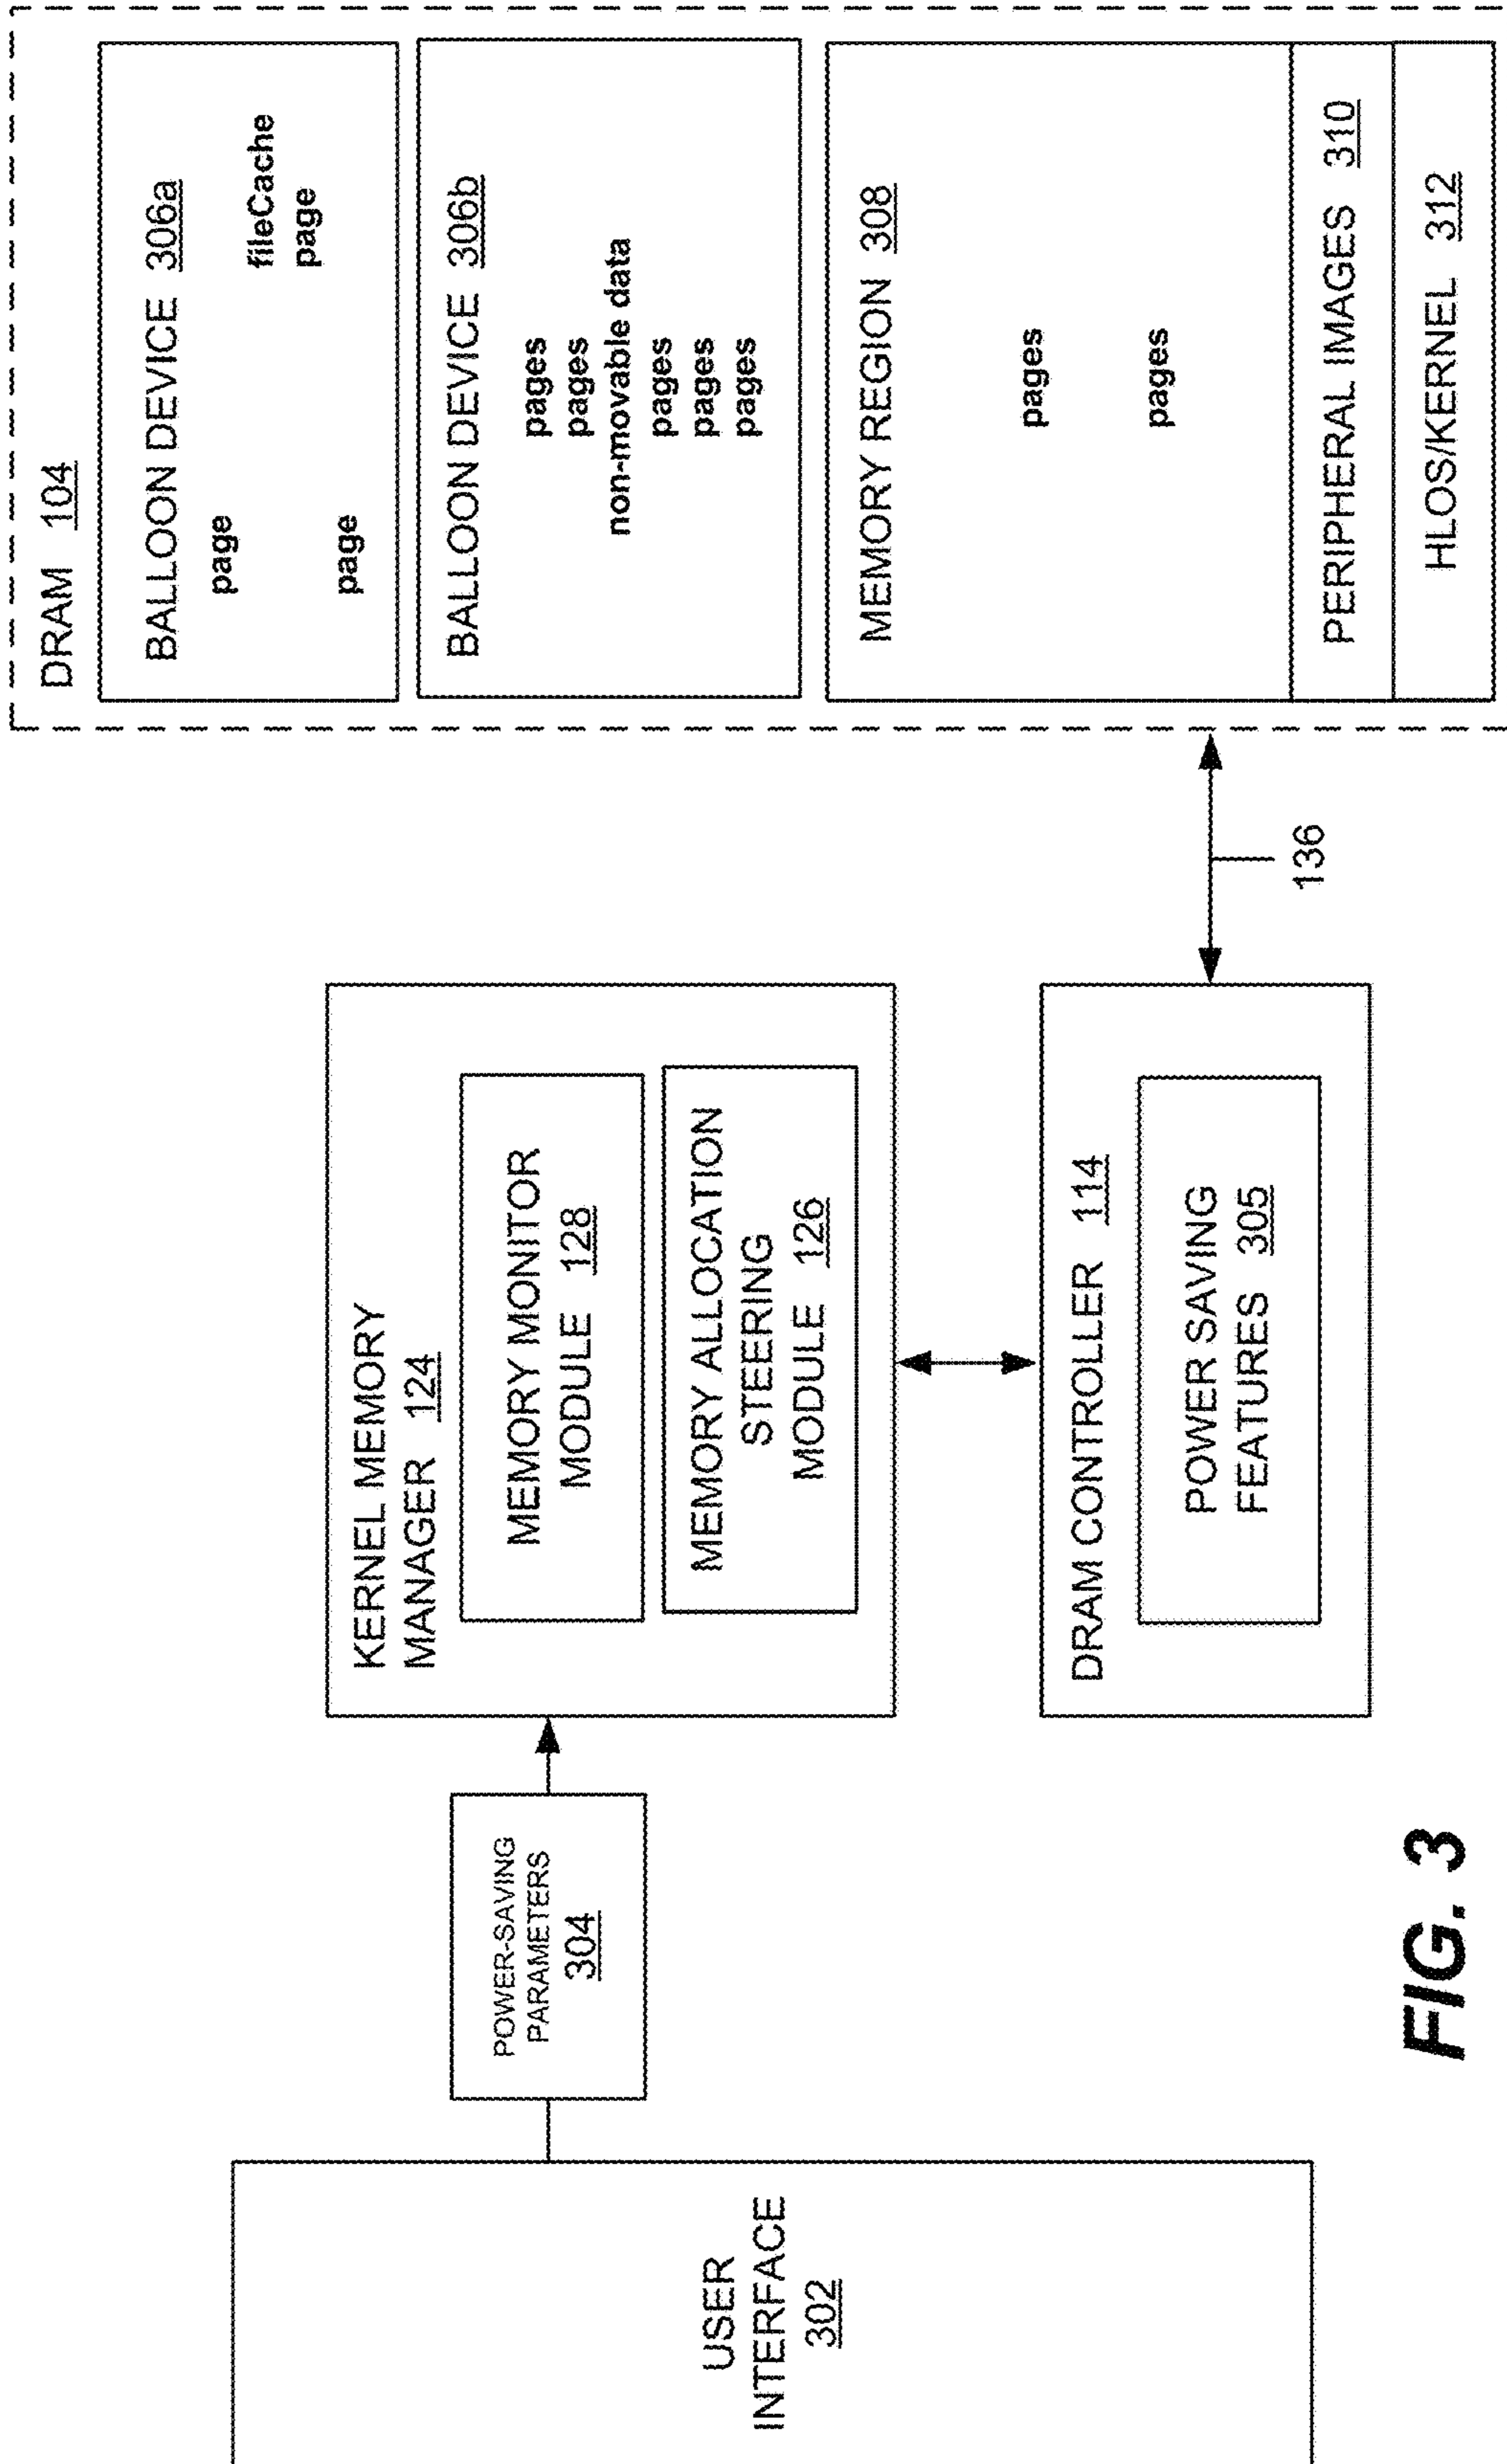 USER
INTERFACE
302
POWER-SAVING
PARAMETERS
304
KERNEL MEMORY
MANAGER 124
MEMORY MONITOR
MODULE 128
MEMORY ALLOCATION
STEERING
MODULE 126
DRAM CONTROLLER 114
POWER SAVING
FEATURES 305
136
DRAM 104
BALLOON DEVICE 306a
page
fileCache
page
page
BALLOON DEVICE 306b
pages
pages
non-movable data
pages
pages
pages
MEMORY REGION 308
pages
pages
PERIPHERAL IMAGES 310
HLOS/KERNEL 312
FIG. 3